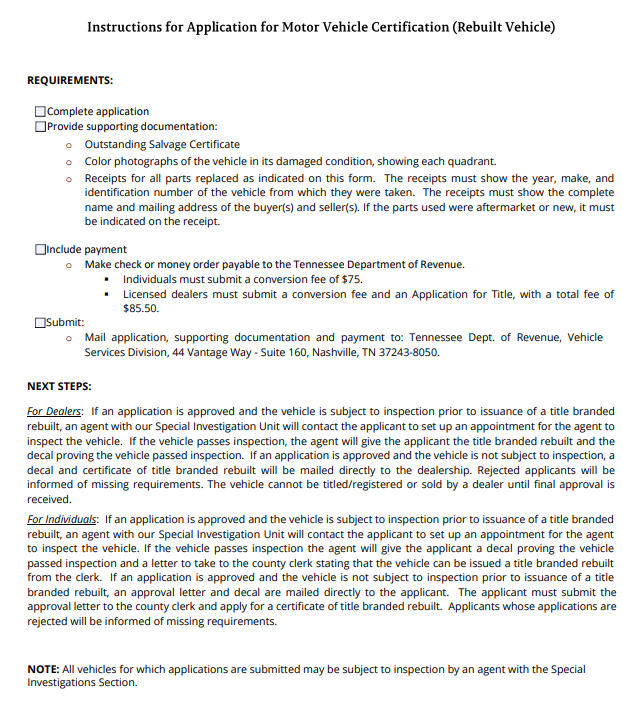 Instructions for Application for Motor Vehicle Certification (Rebuilt Vehicle)
REQUIREMENTS:
Complete application
Provide supporting documentation:
o Outstanding Salvage Certificate
o Color photographs of the vehicle in its damaged condition, showing each quadrant.
o Receipts for all parts replaced as indicated on this form. The receipts must show the year, make, and
identification number of the vehicle from which they were taken. The receipts must show the complete
name and mailing address of the buyer(s) and seller(s). If the parts used were aftermarket or new, it must
be indicated on the receipt.
Include payment
o Make check or money order payable to the Tennessee Department of Revenue.
▪ Individuals must submit a conversion fee of $75.
▪ Licensed dealers must submit a conversion fee and an Application for Title, with a total fee of
$85.50.
Submit:
o Mail application, supporting documentation and payment to: Tennessee Dept. of Revenue, Vehicle
Services Division, 44 Vantage Way - Suite 160, Nashville, TN 37243-8050.
NEXT STEPS:
For Dealers: If an application is approved and the vehicle is subject to inspection prior to issuance of a title branded
rebuilt, an agent with our Special Investigation Unit will contact the applicant to set up an appointment for the agent to
inspect the vehicle. If the vehicle passes inspection, the agent will give the applicant the title branded rebuilt and the
decal proving the vehicle passed inspection. If an application is approved and the vehicle is not subject to inspection, a
decal and certificate of title branded rebuilt will be mailed directly to the dealership. Rejected applicants will be
informed of missing requirements. The vehicle cannot be titled/registered or sold by a dealer until final approval is
received.
For Individuals: If an application is approved and the vehicle is subject to inspection prior to issuance of a title branded
rebuilt, an agent with our Special Investigation Unit will contact the applicant to set up an appointment for the agent
to inspect the vehicle. If the vehicle passes inspection the agent will give the applicant a decal proving the vehicle
passed inspection and a letter to take to the county clerk stating that the vehicle can be issued a title branded rebuilt
from the clerk. If an application is approved and the vehicle is not subject to inspection prior to issuance of a title
branded rebuilt, an approval letter and decal are mailed directly to the applicant. The applicant must submit the
approval letter to the county clerk and apply for a certificate of title branded rebuilt. Applicants whose applications are
rejected will be informed of missing requirements.
NOTE: All vehicles for which applications are submitted may be subject to inspection by an agent with the Special
Investigations Section.